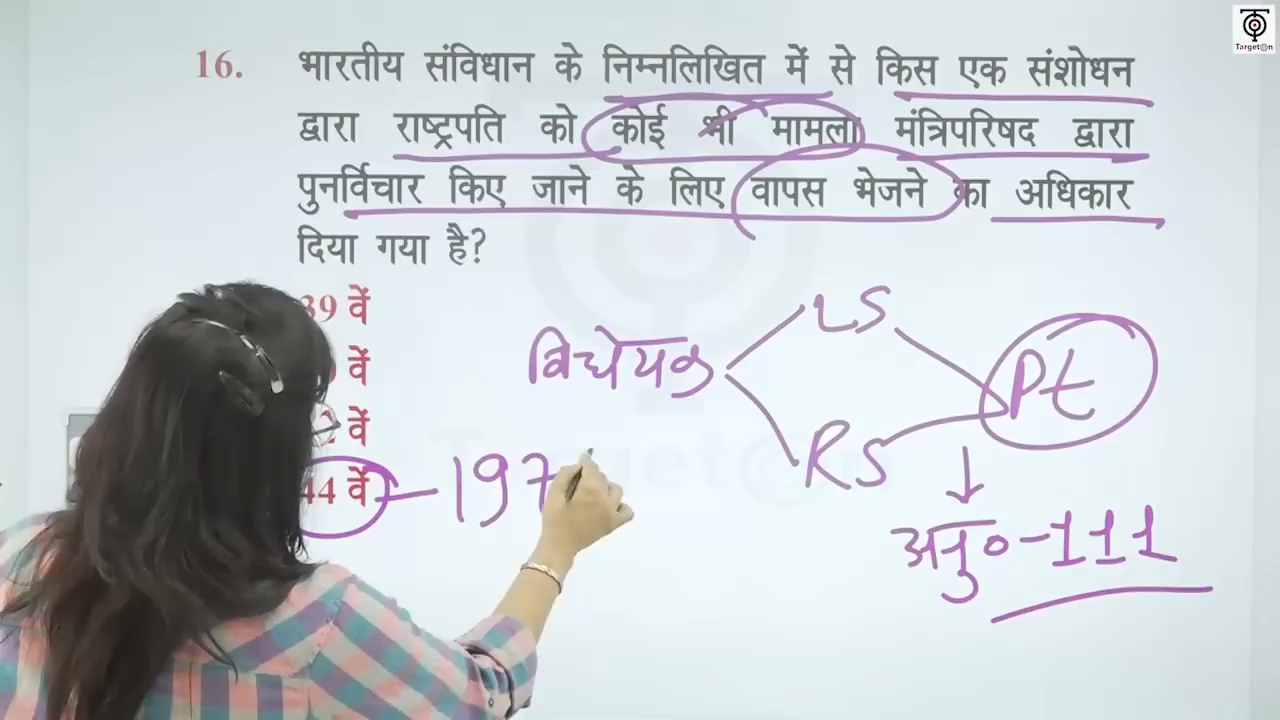 16. भारतीय संविधान के निम्नलिखित में से किस एक संशोधन
द्वारा राष्ट्रपति को कोई भी मामला मंत्रिपरिषद द्वारा
पुनर्विचार किए जाने के लिए वापस भेजने का अधिकार
दिया गया है?
39 वें
वें
वें
44 वें - 197
विधेयक
LS
RS
Pt
अनु०-111
Target@n